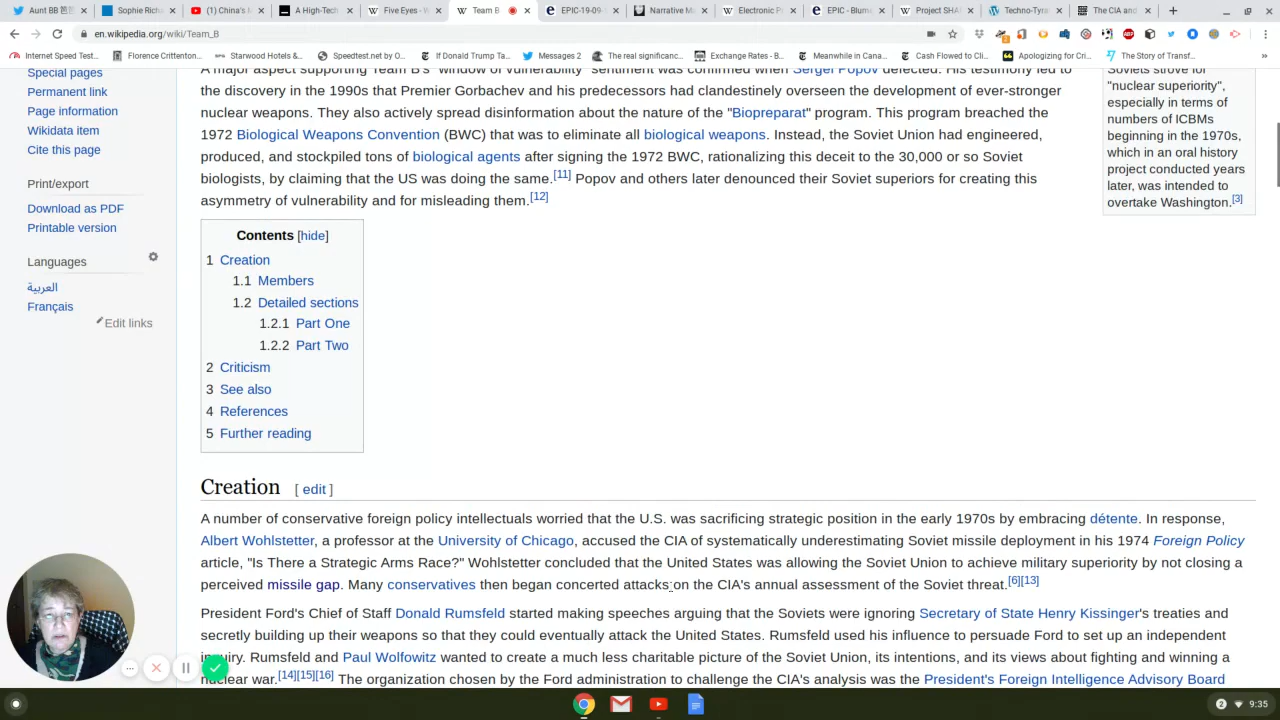 Aunt BB 芭芭
Sophie Rich
(1) China's M
A High-Tech
Five Eyes - W
Team B
EPIC-19-09-
Narrative M
Electronic P
EPIC - Blum
Project SHA
Techno-Tyra
The CIA and
en.wikipedia.org/wiki/Team_B
Internet Speed Test...
Florence Crittenton...
Starwood Hotels &...
Speedtest.net by O...
If Donald Trump Ta...
Messages 2
The real significanc...
Exchange Rates - B...
Meanwhile in Cana...
Cash Flowed to Cli...
Apologizing for Cri...
The Story of Transf...
»
Special pages
Permanent link
Page information
Wikidata item
Cite this page
Print/export
Download as PDF
Printable version
Languages
العربية
Français
Edit links
A major aspect supporting Team B's "window of vulnerability" sentiment was confirmed when Sergei Popov defected. His testimony led to
the discovery in the 1990s that Premier Gorbachev and his predecessors had clandestinely overseen the development of ever-stronger
nuclear weapons. They also actively spread disinformation about the nature of the "Biopreparat" program. This program breached the
1972 Biological Weapons Convention (BWC) that was to eliminate all biological weapons. Instead, the Soviet Union had engineered,
produced, and stockpiled tons of biological agents after signing the 1972 BWC, rationalizing this deceit to the 30,000 or so Soviet
biologists, by claiming that the US was doing the same.[11] Popov and others later denounced their Soviet superiors for creating this
asymmetry of vulnerability and for misleading them.[12]
Soviets strove for
"nuclear superiority",
especially in terms of
numbers of ICBMs
beginning in the 1970s,
which in an oral history
project conducted years
later, was intended to
overtake Washington.[3]
Contents [hide]
1 Creation
1.1 Members
1.2 Detailed sections
1.2.1 Part One
1.2.2 Part Two
2 Criticism
3 See also
4 References
5 Further reading
Creation [ edit ]
A number of conservative foreign policy intellectuals worried that the U.S. was sacrificing strategic position in the early 1970s by embracing détente. In response,
Albert Wohlstetter, a professor at the University of Chicago, accused the CIA of systematically underestimating Soviet missile deployment in his 1974 Foreign Policy
article, "Is There a Strategic Arms Race?" Wohlstetter concluded that the United States was allowing the Soviet Union to achieve military superiority by not closing a
perceived missile gap. Many conservatives then began concerted attacks on the CIA's annual assessment of the Soviet threat.[6][13]
President Ford's Chief of Staff Donald Rumsfeld started making speeches arguing that the Soviets were ignoring Secretary of State Henry Kissinger's treaties and
secretly building up their weapons so that they could eventually attack the United States. Rumsfeld used his influence to persuade Ford to set up an independent
inquiry. Rumsfeld and Paul Wolfowitz wanted to create a much less charitable picture of the Soviet Union, its intentions, and its views about fighting and winning a
nuclear war.[14][15][16] The organization chosen by the Ford administration to challenge the CIA's analysis was the President's Foreign Intelligence Advisory Board
2
9:35